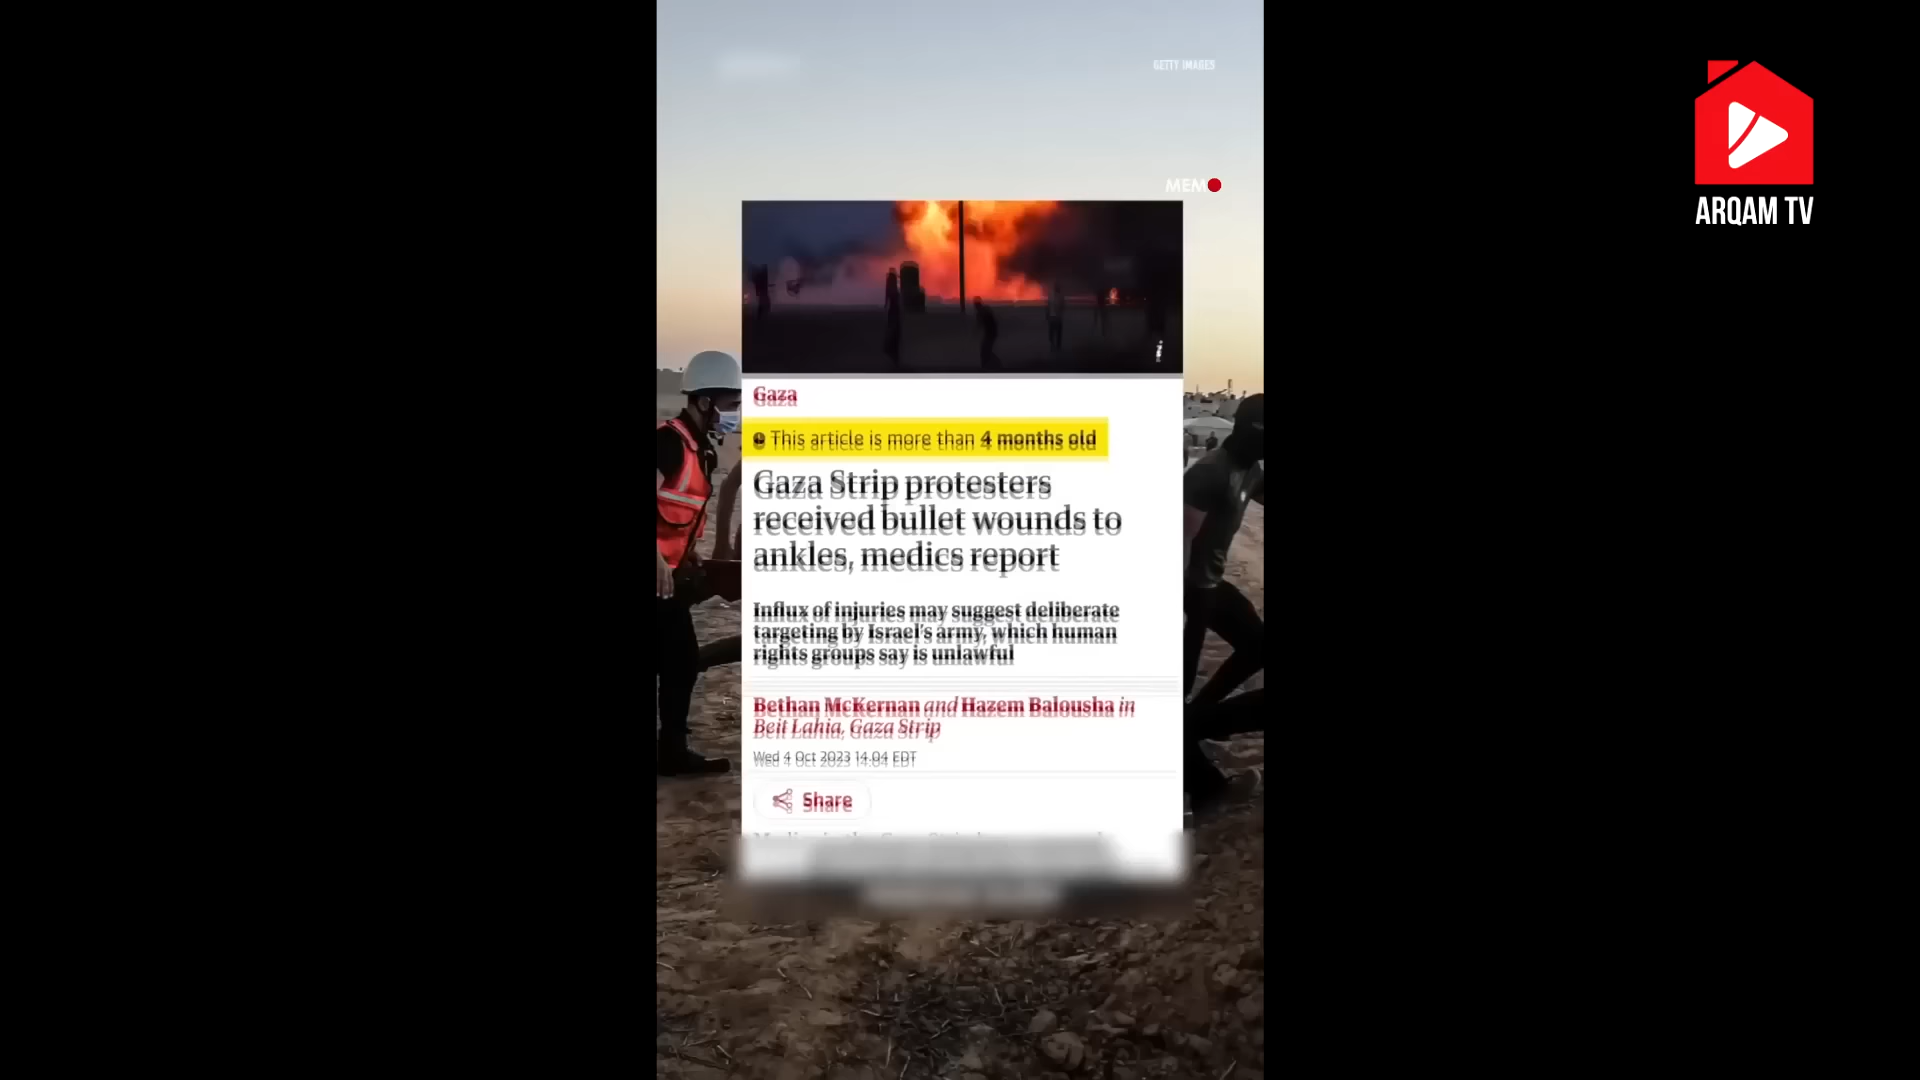 GETTY IMAGES
MEMO
ARQAM TV
Gaza
This article is more than 4 months old
Gaza Strip protesters
received bullet wounds to
ankles, medics report
Influx of injuries may suggest deliberate
targeting by Israel's army, which human
rights groups say is unlawful
Bethan McKernan and Hazem Balousha in
Beit Lahia, Gaza Strip
Wed 4 Oct 2023 14.04 EDT
Share